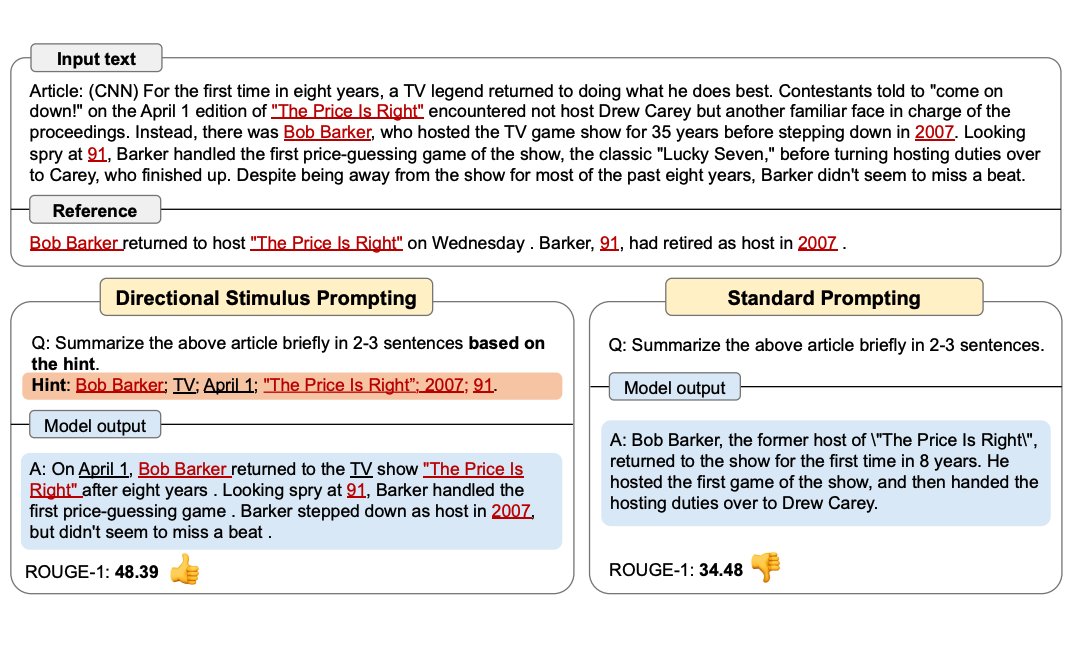 Input text
Article: (CNN) For the first time in eight years, a TV legend returned to doing what he does best. Contestants told to "come on
down!" on the April 1 edition of "The Price Is Right" encountered not host Drew Carey but another familiar face in charge of the
proceedings. Instead, there was Bob Barker, who hosted the TV game show for 35 years before stepping down in 2007. Looking
spry at 91, Barker handled the first price-guessing game of the show, the classic "Lucky Seven," before turning hosting duties over
to Carey, who finished up. Despite being away from the show for most of the past eight years, Barker didn't seem to miss a beat.
Reference
Bob Barker returned to host "The Price Is Right" on Wednesday . Barker, 91, had retired as host in 2007 .
Directional Stimulus Prompting
Q: Summarize the above article briefly in 2-3 sentences based on
the hint.
Hint: Bob Barker; TV; April 1; "The Price Is Right”; 2007; 91.
Model output
A: On April 1, Bob Barker returned to the TV show "The Price Is
Right" after eight years . Looking spry at 91, Barker handled the
first price-guessing game . Barker stepped down as host in 2007,
but didn't seem to miss a beat .
ROUGE-1: 48.39
Standard Prompting
Q: Summarize the above article briefly in 2-3 sentences.
Model output
A: Bob Barker, the former host of \"The Price Is Right\",
returned to the show for the first time in 8 years. He
hosted the first game of the show, and then handed the
hosting duties over to Drew Carey.
ROUGE-1: 34.48